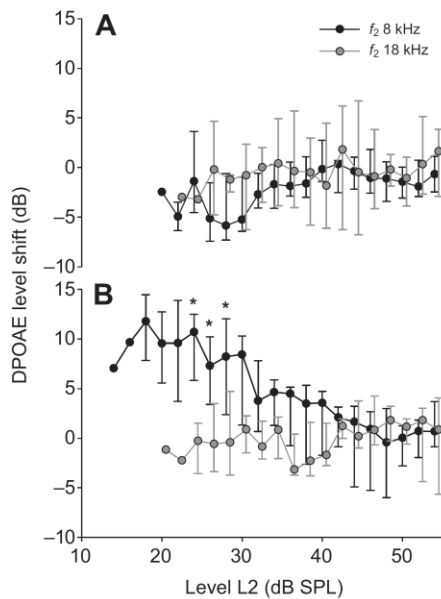 A
f₂ 8 kHz
f₂ 18 kHz
15
10
5
0
–5
–10
B
* * *
15
10
5
0
–5
–10
10 20 30 40 50
DPOAE level shift (dB)
Level L2 (dB SPL)